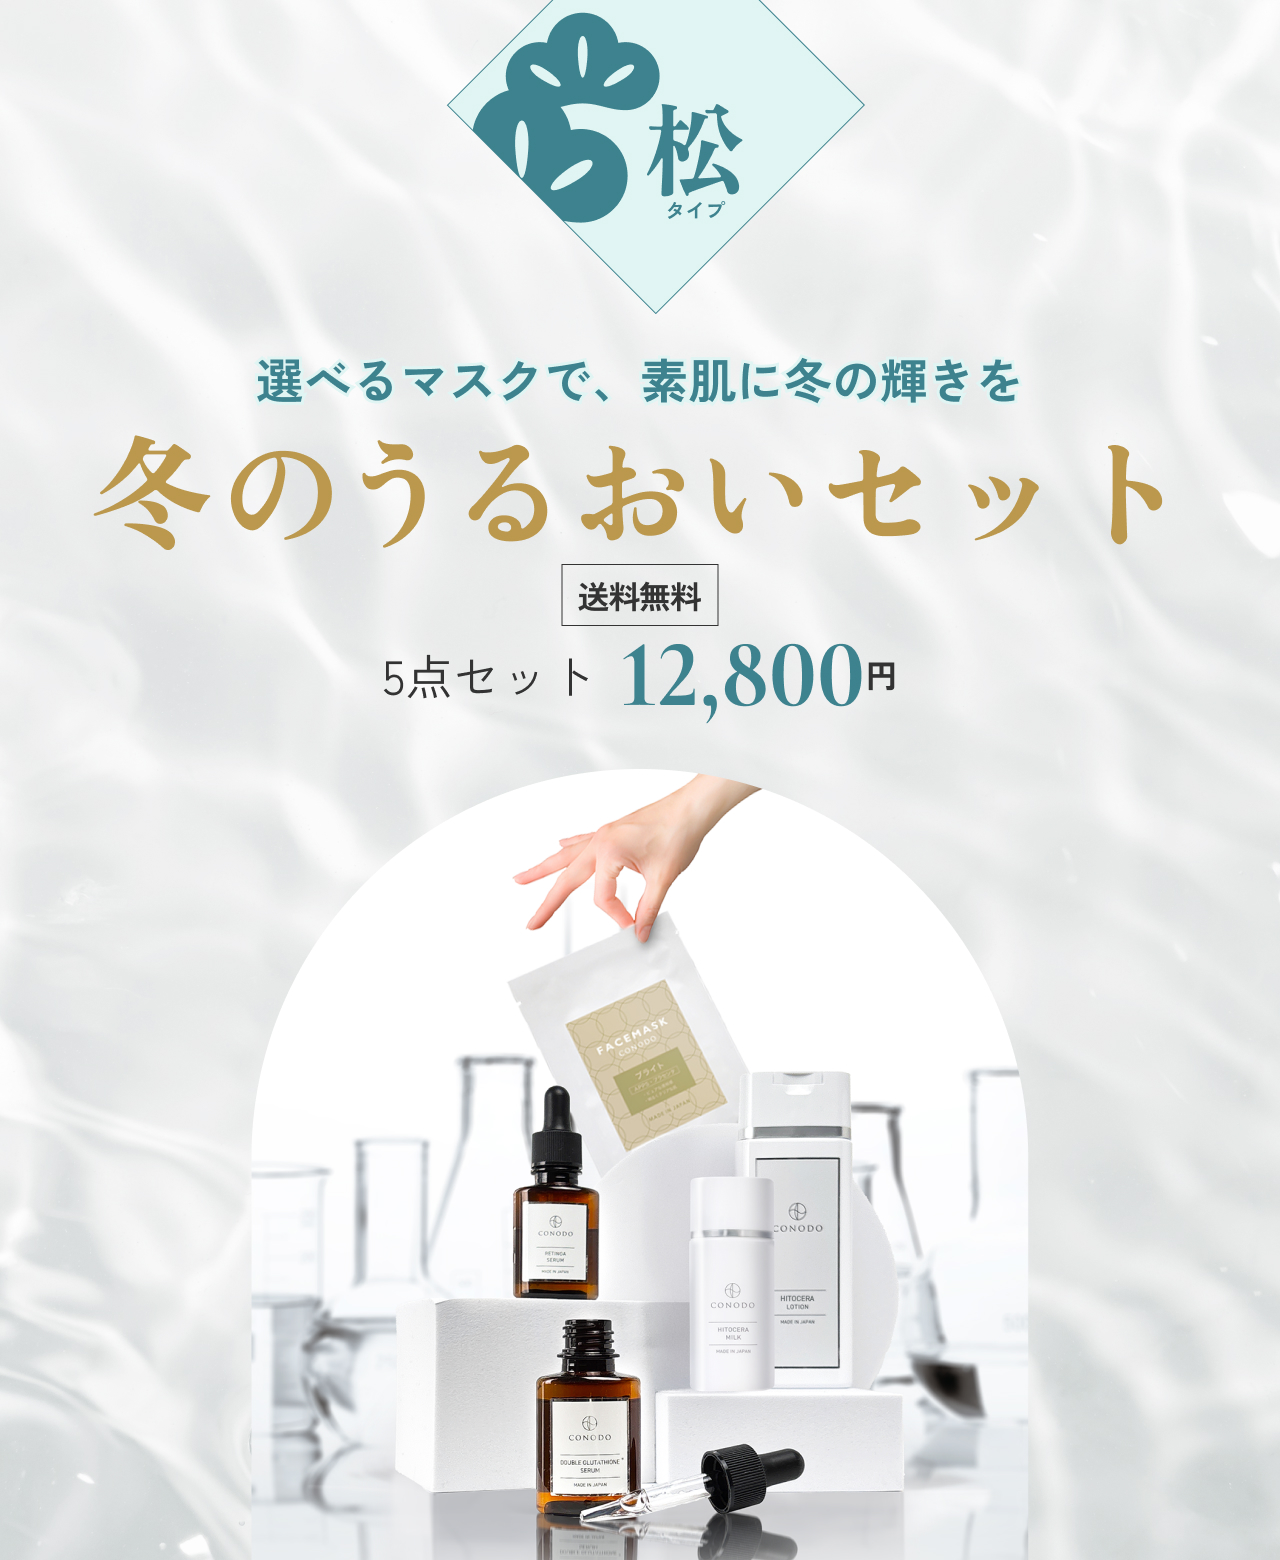 松
タイプ
選べるマスクで、素肌に冬の輝きを
冬のうるおいセット
送料無料
5点セット 12,800円
FACEMASK
CONODO
ブライト
MADE IN JAPAN
CONODO
RETINOA
SERUM
MADE IN JAPAN
CONODO
HITOCERA
LOTION
MADE IN JAPAN
CONODO
HITOCERA
MILK
MADE IN JAPAN
CONODO
DOUBLE GLUTATHIONE+
SERUM
MADE IN JAPAN